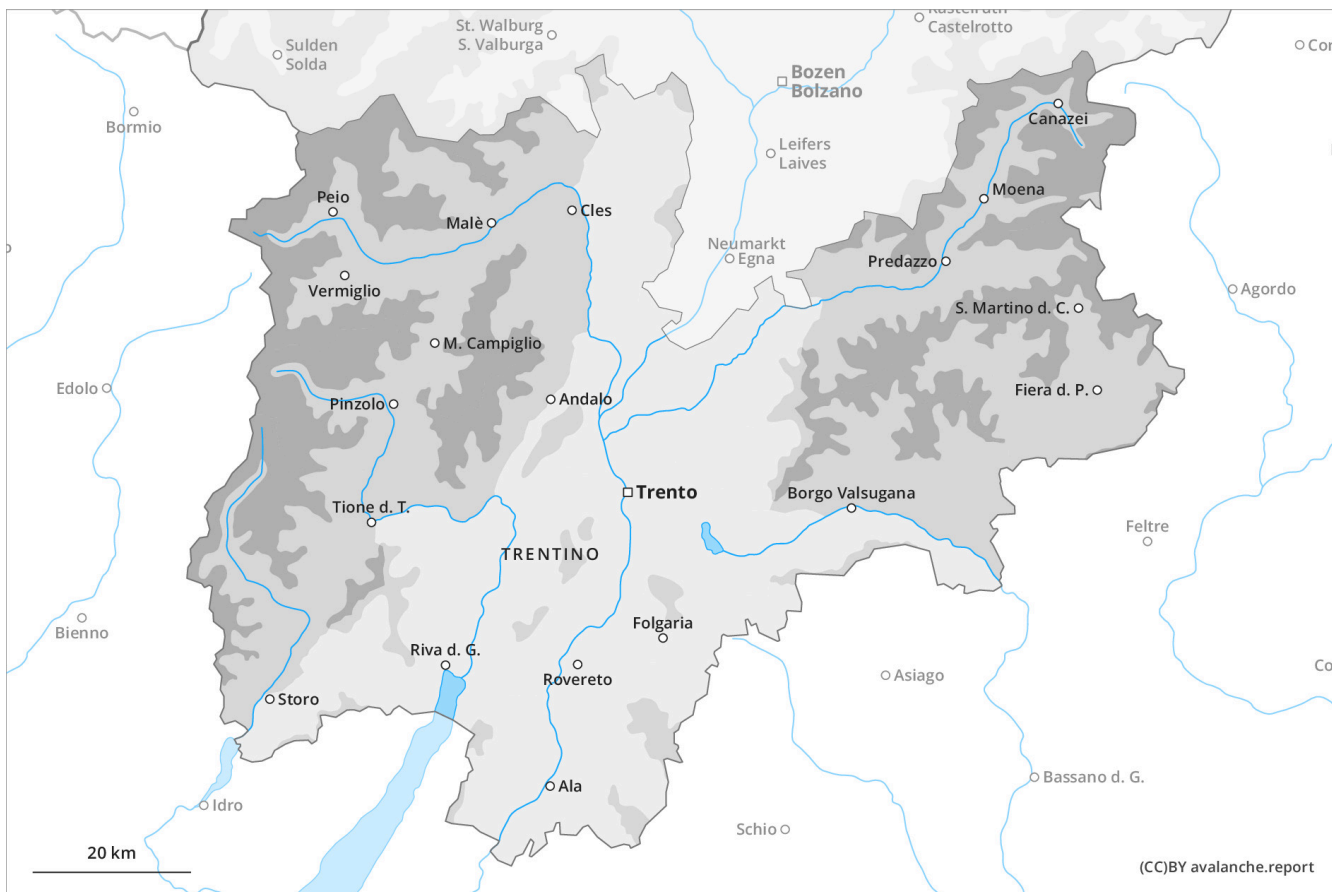 Kastelruth
Castelrotto
St. Walburg
S. Valburga
Sulden
Solda
Cor
Bozen
Bolzano
Bormio
Canazei
Leifers
Laives
Peio
Moena
Malè
Cles
Neumarkt
Egna
Predazzo
Vermiglio
Agordo
S. Martino d. C.
M. Campiglio
Edolo
Andalo
Fiera d. P.
Pinzolo
Trento
Borgo Valsugana
Tione d. T.
Feltre
TRENTINO
Bienno
Folgaria
Riva d. G.
Rovereto
Asiago
Co
Storo
Ala
Bassano d. G.
Idro
Schio
20 km
(CC)BY avalanche.report